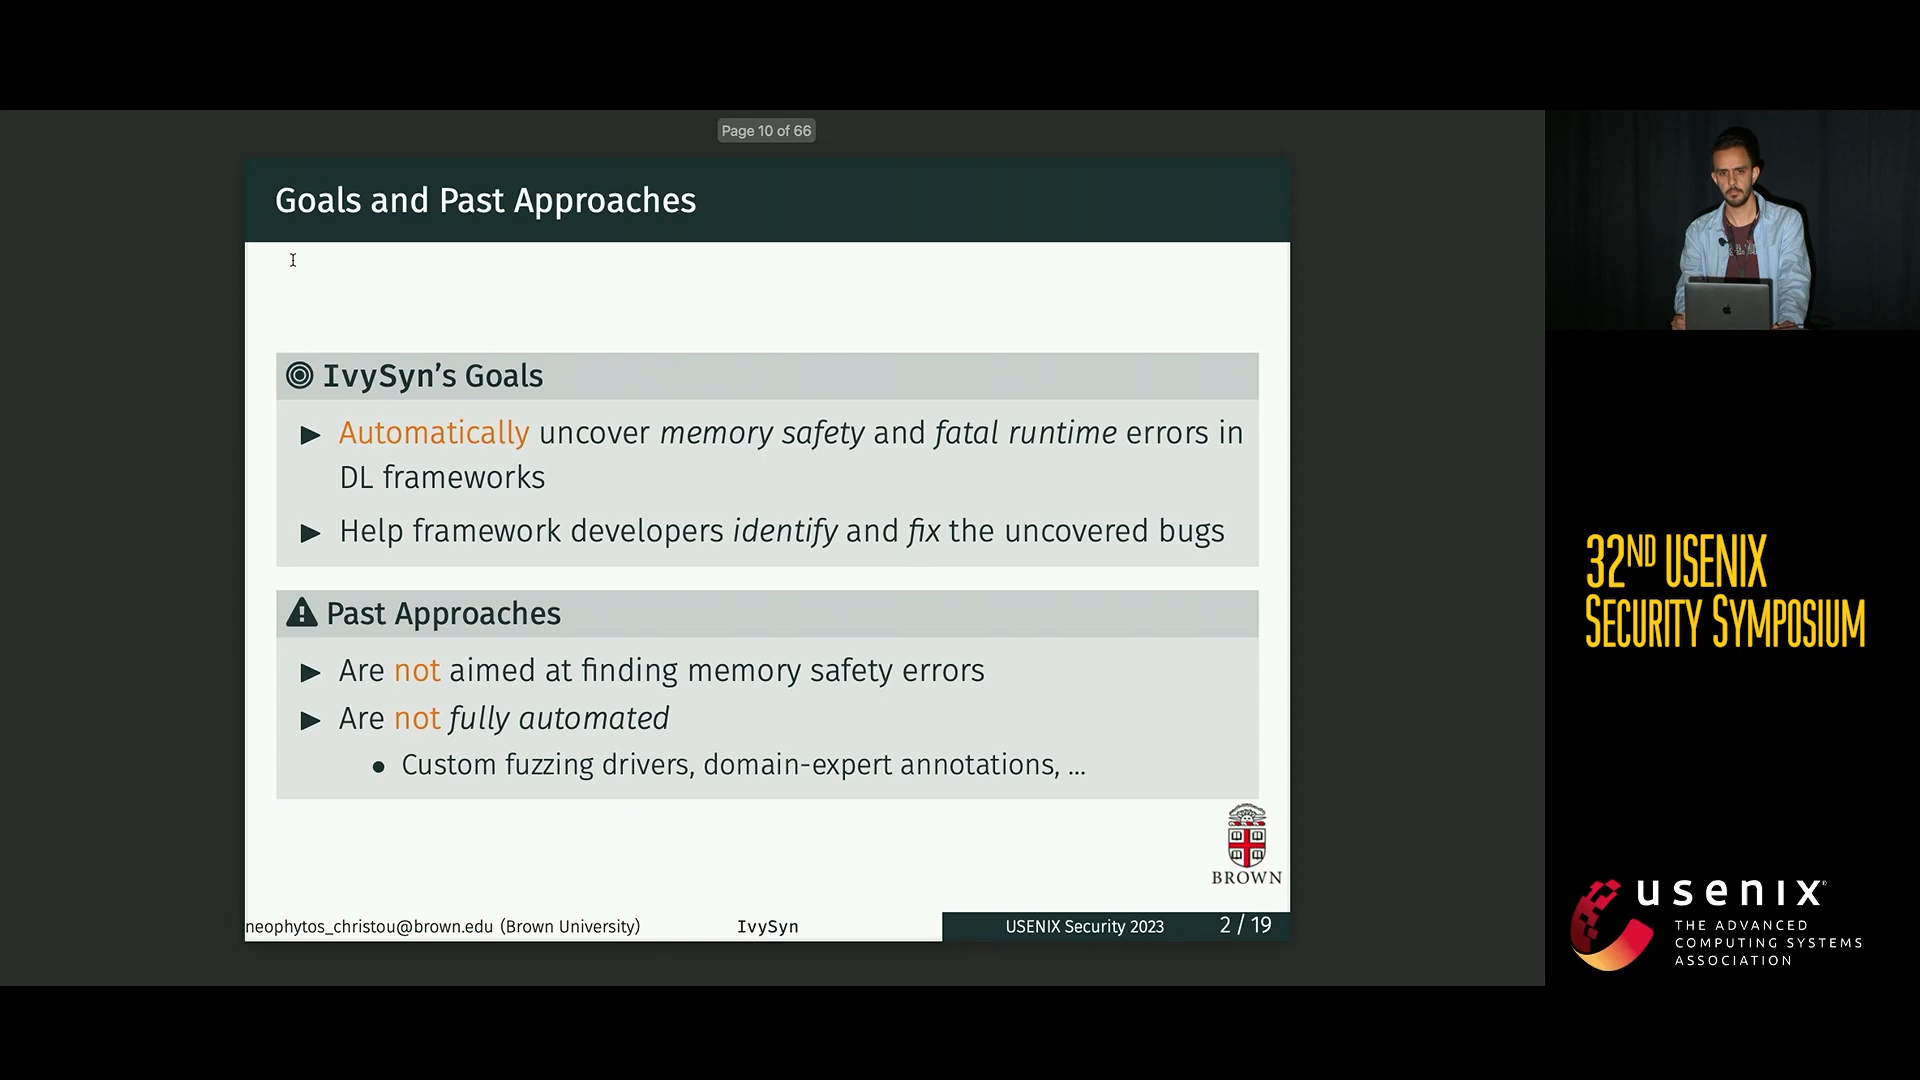 Page 10 of 66
Goals and Past Approaches
IvySyn's Goals
Automatically uncover memory safety and fatal runtime errors in
DL frameworks
Help framework developers identify and fix the uncovered bugs
Past Approaches
Are not aimed at finding memory safety errors
Are not fully automated
Custom fuzzing drivers, domain-expert annotations, ...
BROWN
neophytos_christou@brown.edu (Brown University)
IvySyn
USENIX Security 2023
2 / 19
32ND USENIX
SECURITY SYMPOSIUM
usenix
THE ADVANCED
COMPUTING SYSTEMS
ASSOCIATION